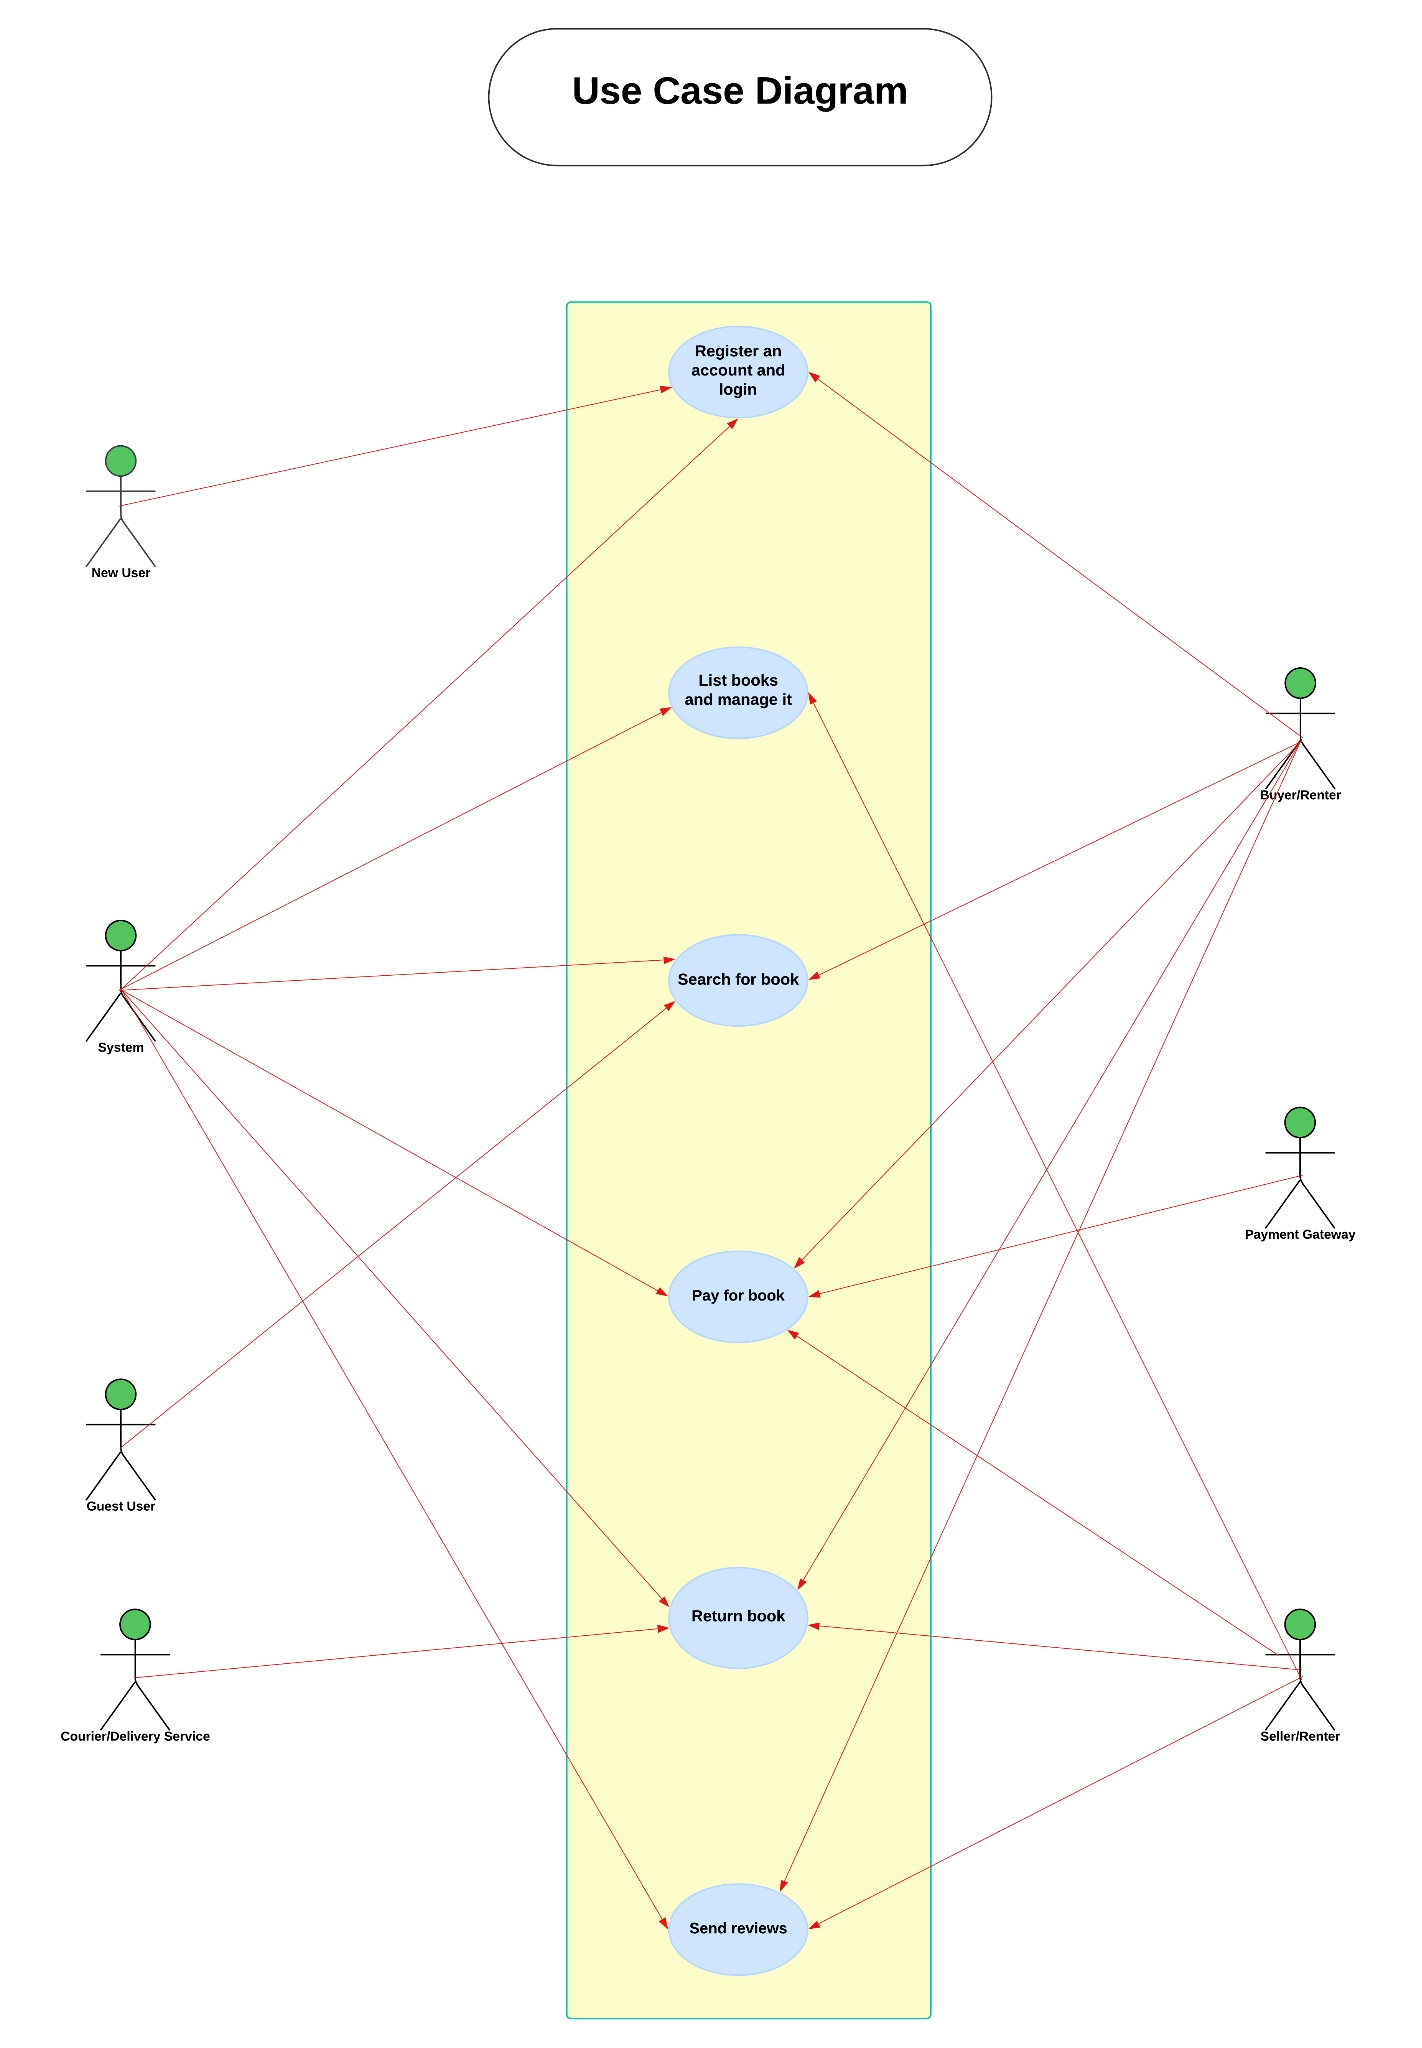 Use Case Diagram
Register an
account and
login
New User
List books
and manage it
Buyer/Renter
Search for book
System
Payment Gateway
Pay for book
Guest User
Return book
Courier/Delivery Service
Seller/Renter
Send reviews